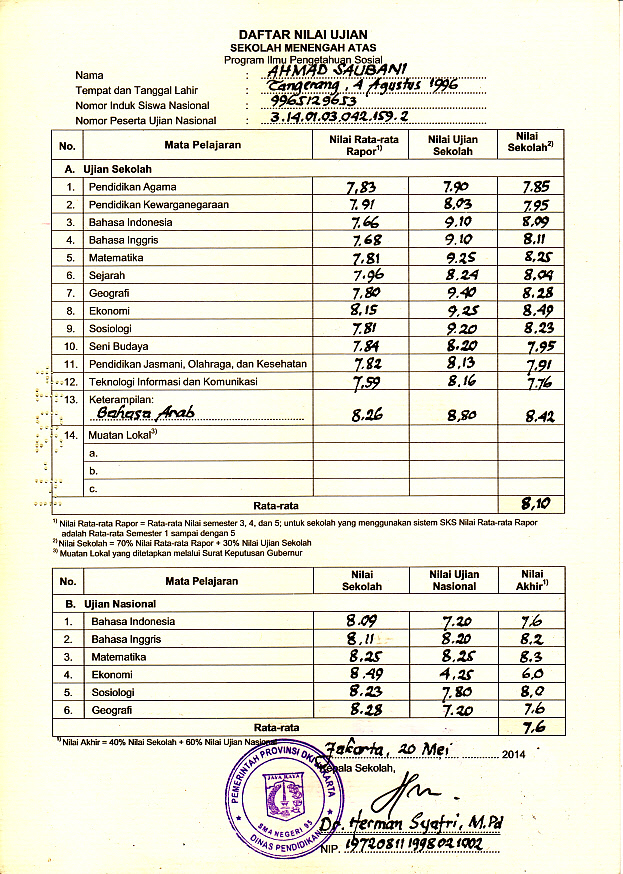 DAFTAR NILAI UJIAN
SEKOLAH MENENGAH ATAS
Program Ilmu Pengetahuan Sosial
Nama : AHMAD SAUBANI
Tempat dan Tanggal Lahir : Tangerang, 4 Agustus 1996
Nomor Induk Siswa Nasional : 9965129653
Nomor Peserta Ujian Nasional : 3.14.01.03.042.159.2
No. Mata Pelajaran Nilai Rata-rata Rapor1) Nilai Ujian Sekolah Nilai Sekolah2)
A. Ujian Sekolah
1. Pendidikan Agama 7,83 7.90 7.85
2. Pendidikan Kewarganegaraan 7.91 8,03 7.95
3. Bahasa Indonesia 7.66 9.10 8,09
4. Bahasa Inggris 7.68 9.10 8.11
5. Matematika 7.81 9.25 8,25
6. Sejarah 7.96 8.24 8,04
7. Geografi 7.80 9.40 8.28
8. Ekonomi 8,15 9,25 8.49
9. Sosiologi 7.81 9.20 8.23
10. Seni Budaya 7.84 8.20 7.95
11. Pendidikan Jasmani, Olahraga, dan Kesehatan 7.82 8,13 7,91
12. Teknologi Informasi dan Komunikasi 7,59 8,16 7.76
13. Keterampilan:
Bahasa Arab 8.26 8,80 8.42
14. Muatan Lokal3)
a.
b.
c.
Rata-rata 8,10
1) Nilai Rata-rata Rapor = Rata-rata Nilai semester 3, 4, dan 5; untuk sekolah yang menggunakan sistem SKS Nilai Rata-rata Rapor
adalah Rata-rata Semester 1 sampai dengan 5
2) Nilai Sekolah = 70% Nilai Rata-rata Rapor + 30% Nilai Ujian Sekolah
3) Muatan Lokal yang ditetapkan melalui Surat Keputusan Gubernur
No. Mata Pelajaran Nilai Sekolah Nilai Ujian Nasional Nilai Akhir1)
B. Ujian Nasional
1. Bahasa Indonesia 8.09 7.20 7.6
2. Bahasa Inggris 8,11 8.20 8.2
3. Matematika 8.25 8,25 8.3
4. Ekonomi 8.49 4,25 6,0
5. Sosiologi 8.23 7.80 8,0
6. Geografi 8.28 7.20 7.6
Rata-rata 7.6
1) Nilai Akhir = 40% Nilai Sekolah + 60% Nilai Ujian Nasional
Jakarta, 20 Mei 2014
Kepala Sekolah,
PEMERINTAH PROVINSI DKI JAKARTA
JAYA RAYA
SMA NEGERI 95
DINAS PENDIDIKAN
Dr. Herman Syafri, M.Pd
NIP. 197208111998021002